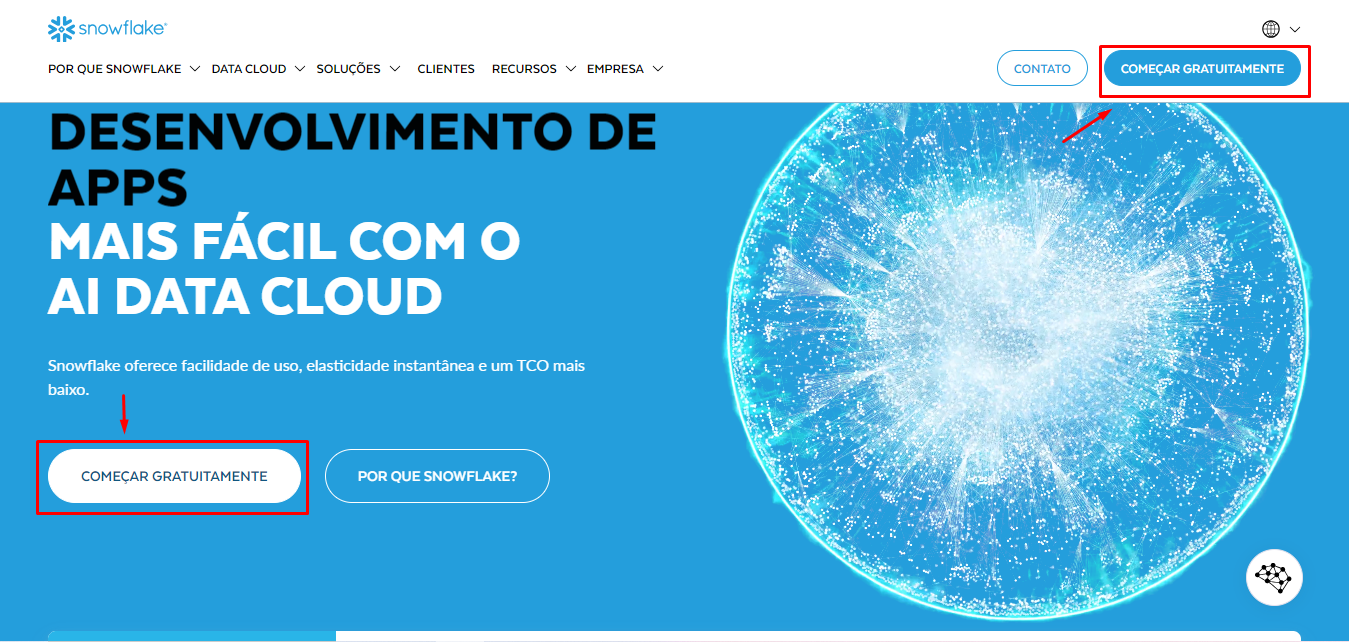 snowflake®
POR QUE SNOWFLAKE DATA CLOUD SOLUÇÕES CLIENTES RECURSOS EMPRESA CONTATO COMEÇAR GRATUITAMENTE
DESENVOLVIMENTO DE
APPS
MAIS FÁCIL COM O
AI DATA CLOUD
Snowflake oferece facilidade de uso, elasticidade instantânea e um TCO mais
baixo.
COMEÇAR GRATUITAMENTE POR QUE SNOWFLAKE?